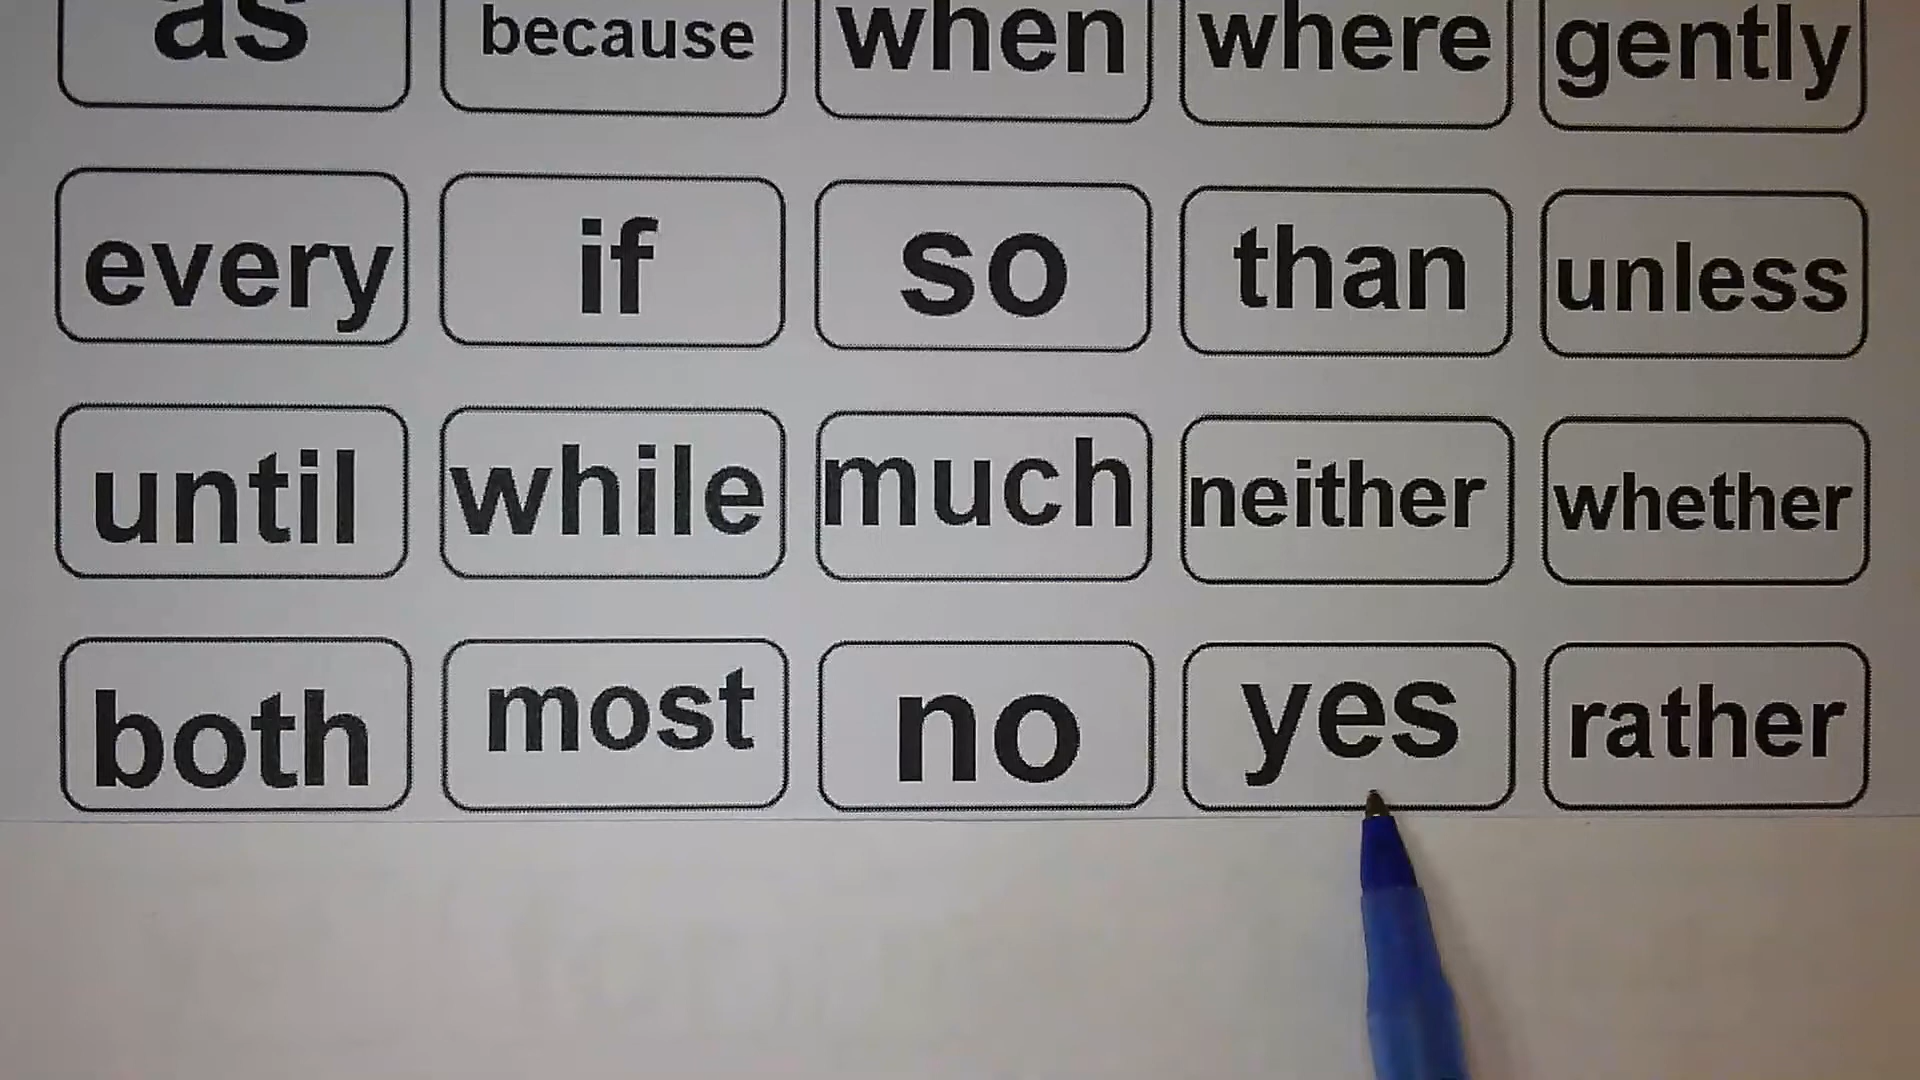 as because when where gently
every if so than unless
until while much neither whether
both most no yes rather